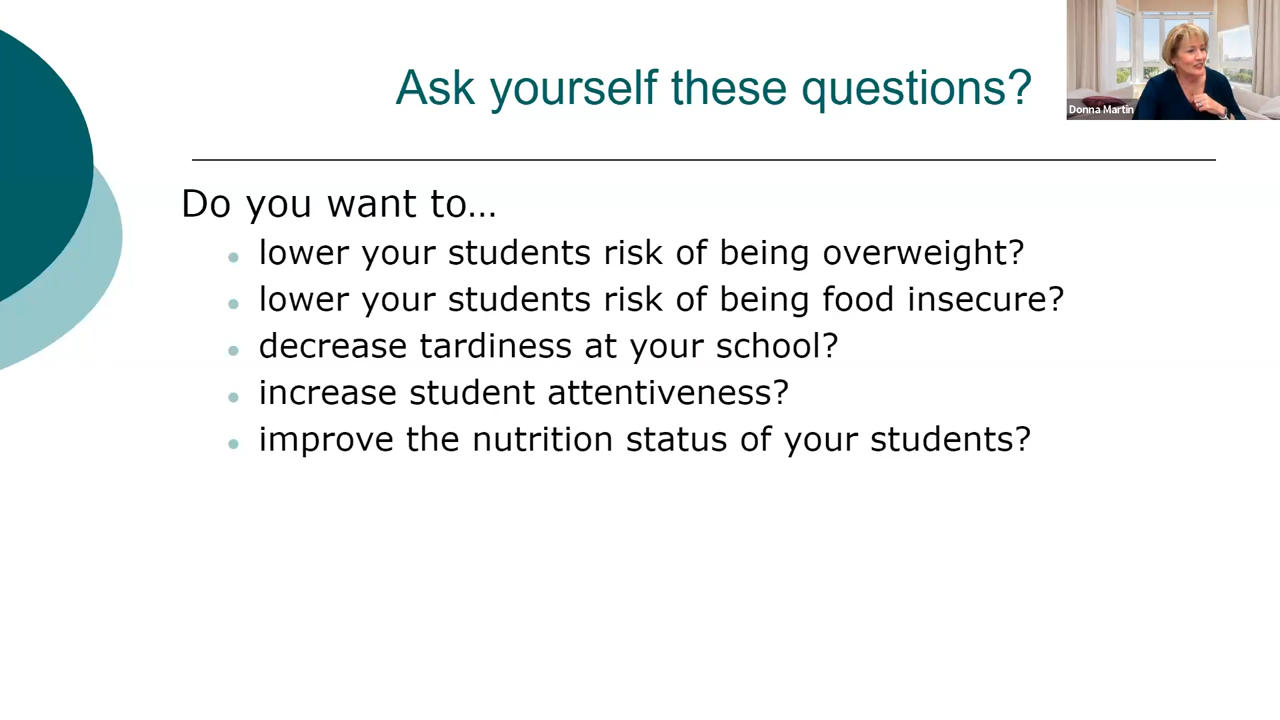 Ask yourself these questions?
Donna Martin
Do you want to…
lower your students risk of being overweight?
lower your students risk of being food insecure?
decrease tardiness at your school?
increase student attentiveness?
improve the nutrition status of your students?